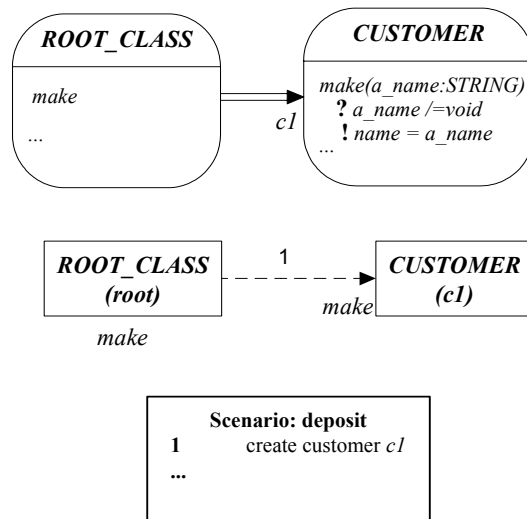 ROOT_CLASS
make
...
c1
CUSTOMER
make(a_name:STRING)
? a_name /=void
! name = a_name
...
ROOT_CLASS
(root)
make
1
make
CUSTOMER
(c1)
Scenario: deposit
1 create customer c1
...